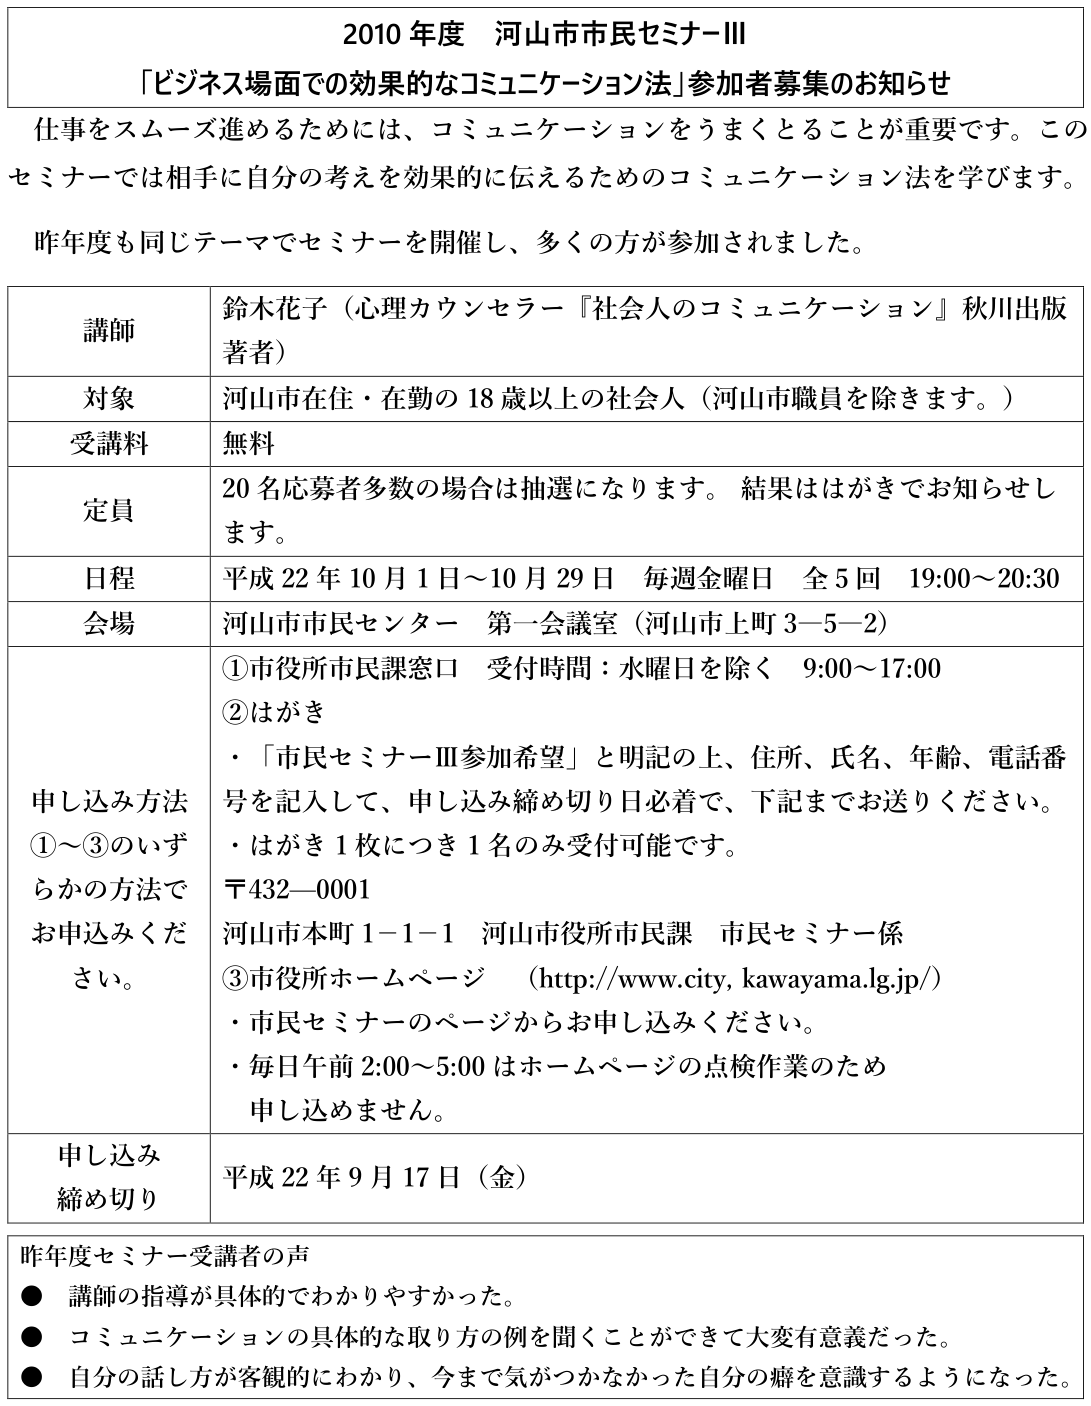 2010 年度　河山市市民セミナーⅢ
「ビジネス場面での効果的なコミュニケーション法」参加者募集のお知らせ
仕事をスムーズ進めるためには、コミュニケーションをうまくとることが重要です。この
セミナーでは相手に自分の考えを効果的に伝えるためのコミュニケーション法を学びます。
昨年度も同じテーマでセミナーを開催し、多くの方が参加されました。
講師
鈴木花子（心理カウンセラー『社会人のコミュニケーション』秋川出版
著者）
対象
河山市在住・在勤の 18 歳以上の社会人（河山市職員を除きます。）
受講料
無料
定員
20 名応募者多数の場合は抽選になります。 結果ははがきでお知らせし
ます。
日程
平成 22 年 10 月 1 日～10 月 29 日　毎週金曜日　全 5 回　19:00～20:30
会場
河山市市民センター　第一会議室（河山市上町 3―5―2）
申し込み方法
①～③のいず
らかの方法で
お申込みくだ
さい。
①市役所市民課窓口　受付時間：水曜日を除く　9:00～17:00
②はがき
・「市民セミナーⅢ参加希望」と明記の上、住所、氏名、年齢、電話番
号を記入して、申し込み締め切り日必着で、下記までお送りください。
・はがき 1 枚につき 1 名のみ受付可能です。
〒432―0001
河山市本町 1－1－1　河山市役所市民課　市民セミナー係
③市役所ホームページ　（http://www.city, kawayama.lg.jp/）
・市民セミナーのページからお申し込みください。
・毎日午前 2:00～5:00 はホームページの点検作業のため
申し込めません。
申し込み
締め切り
平成 22 年 9 月 17 日（金）
昨年度セミナー受講者の声
●　講師の指導が具体的でわかりやすかった。
●　コミュニケーションの具体的な取り方の例を聞くことができて大変有意義だった。
●　自分の話し方が客観的にわかり、今まで気がつかなかった自分の癖を意識するようになった。